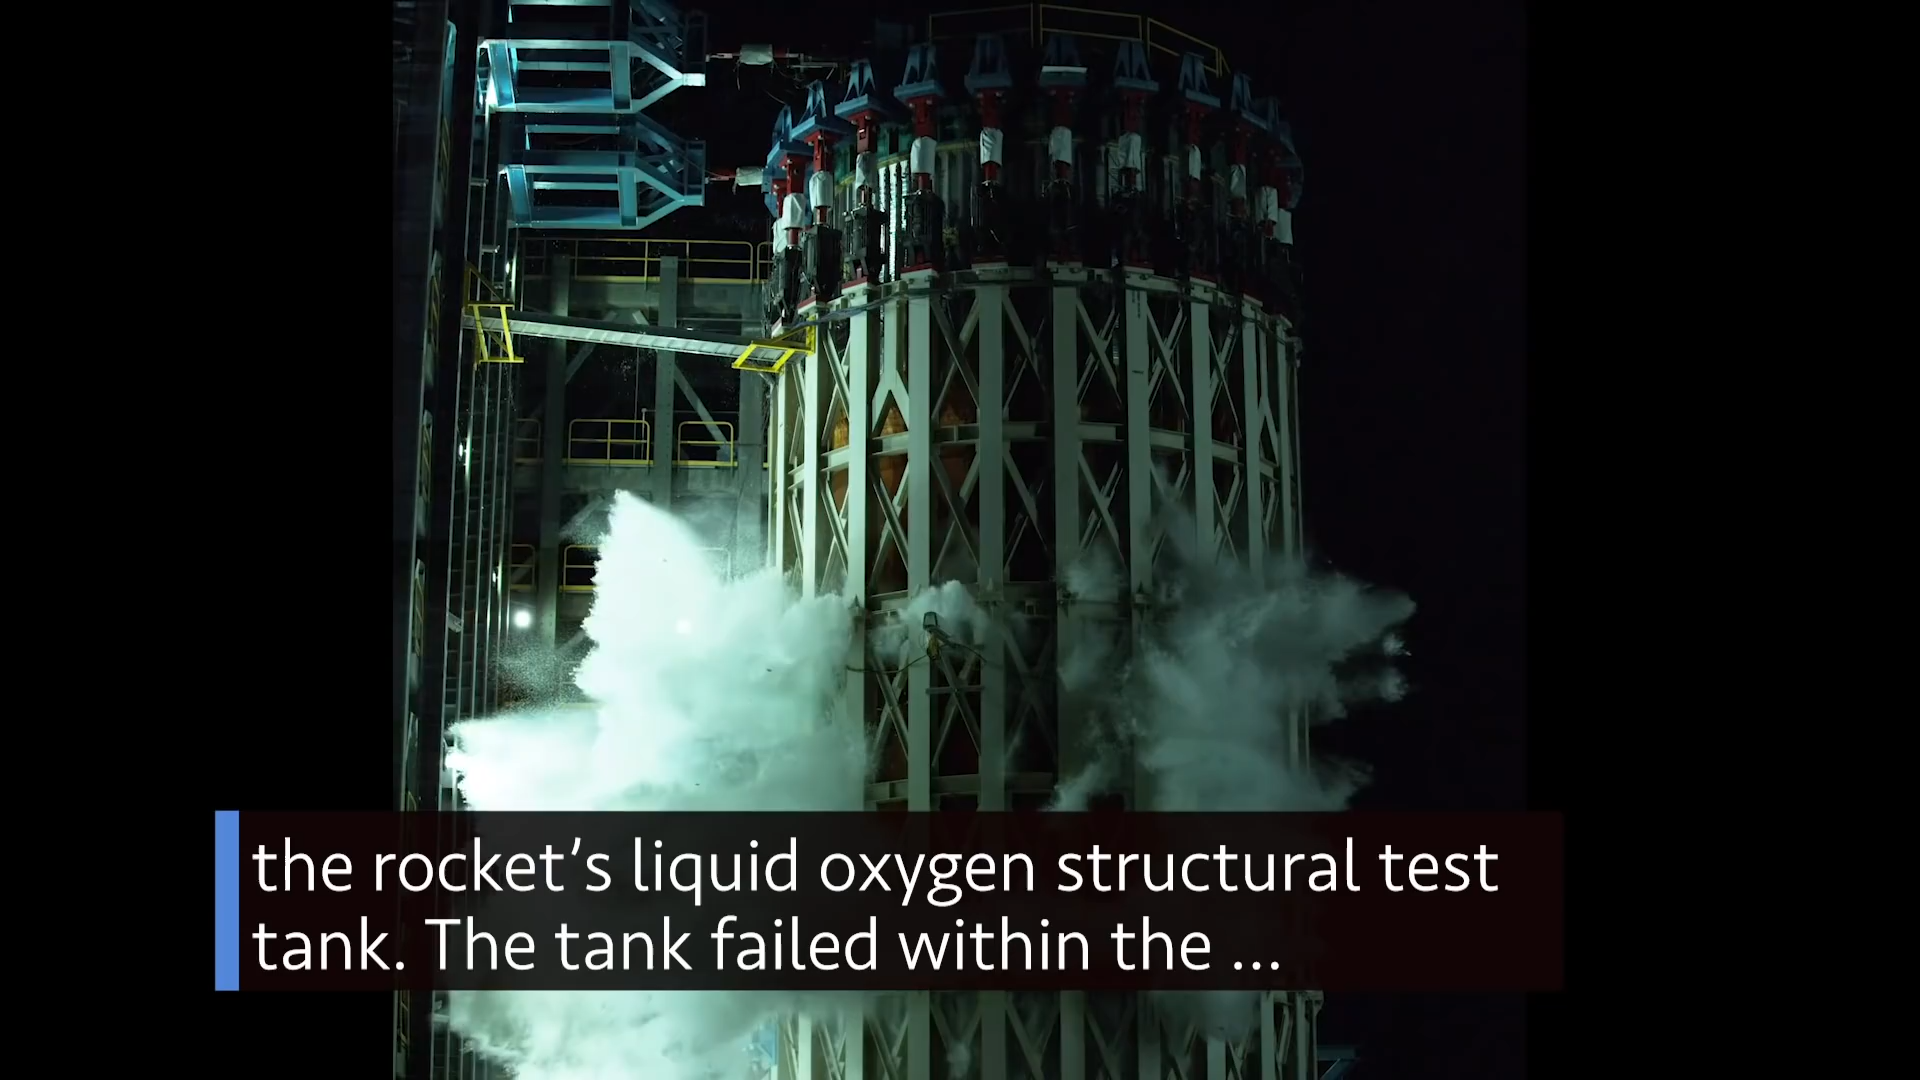 the rocket’s liquid oxygen structural test
tank. The tank failed within the ...